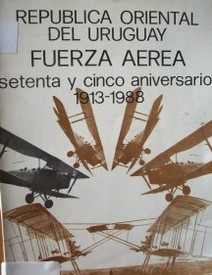 REPUBLICA ORIENTAL
DEL URUGUAY
FUERZA AEREA
setenta y cinco aniversario
1913-1988